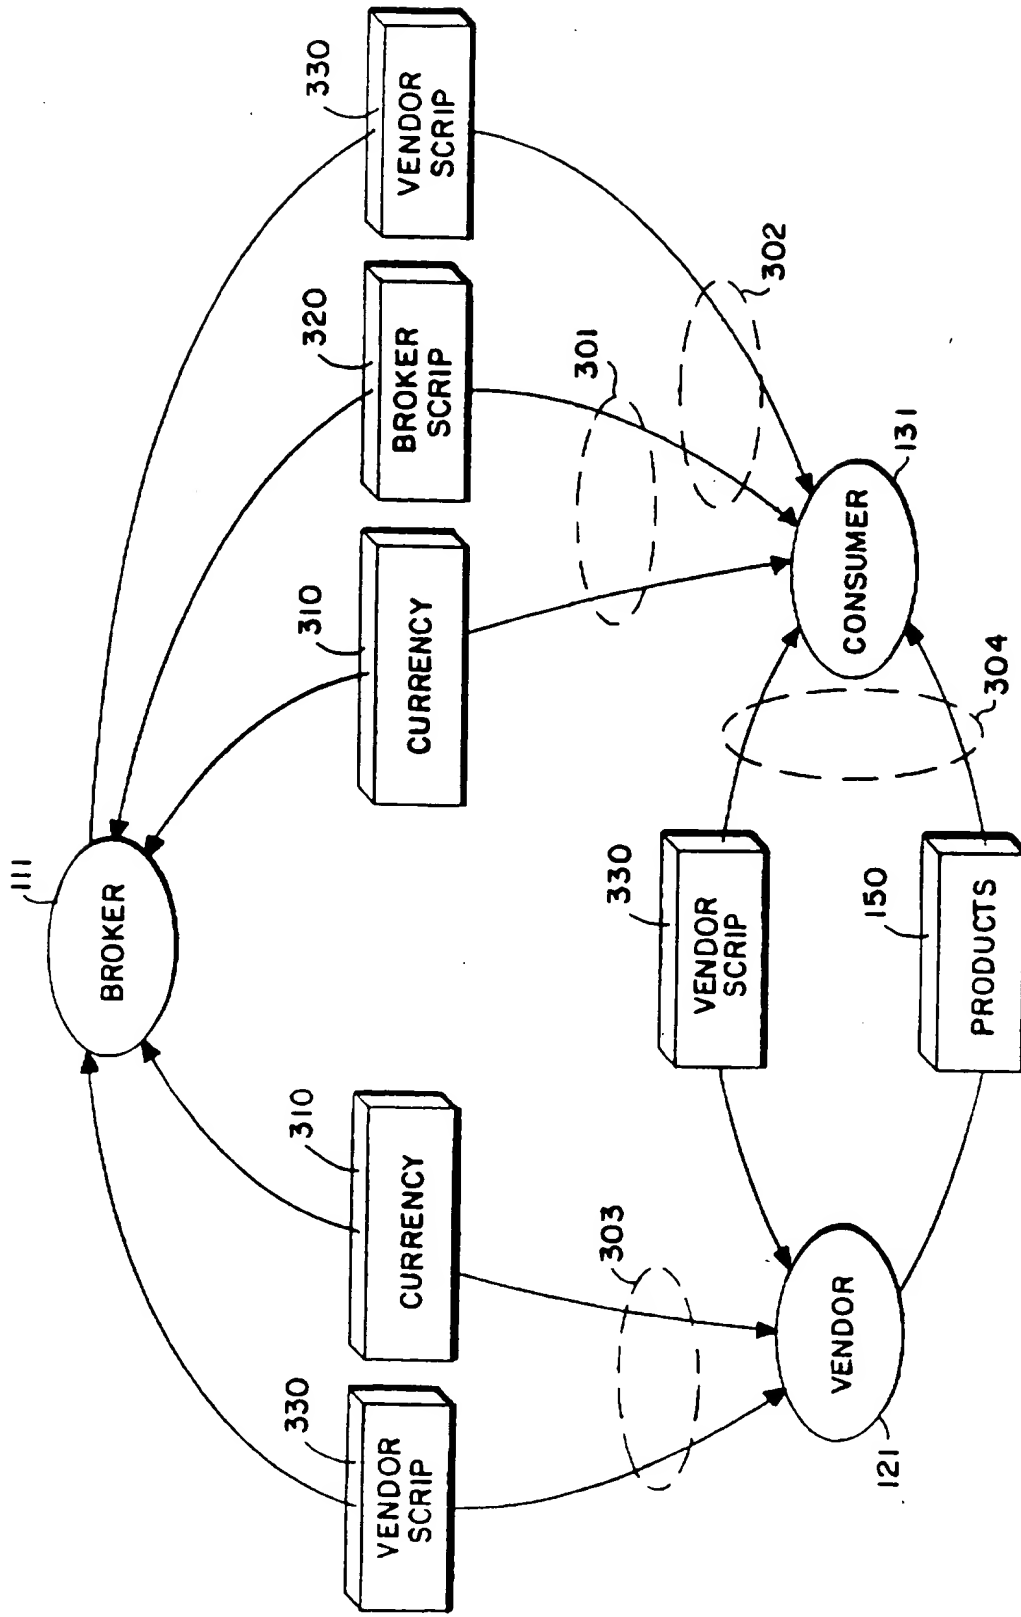 111
BROKER
330
VENDOR
SCRIP
310
CURRENCY
310
CURRENCY
320
BROKER
SCRIP
330
VENDOR
SCRIP
303
301
302
330
VENDOR
SCRIP
121
VENDOR
CONSUMER
131
304
150
PRODUCTS